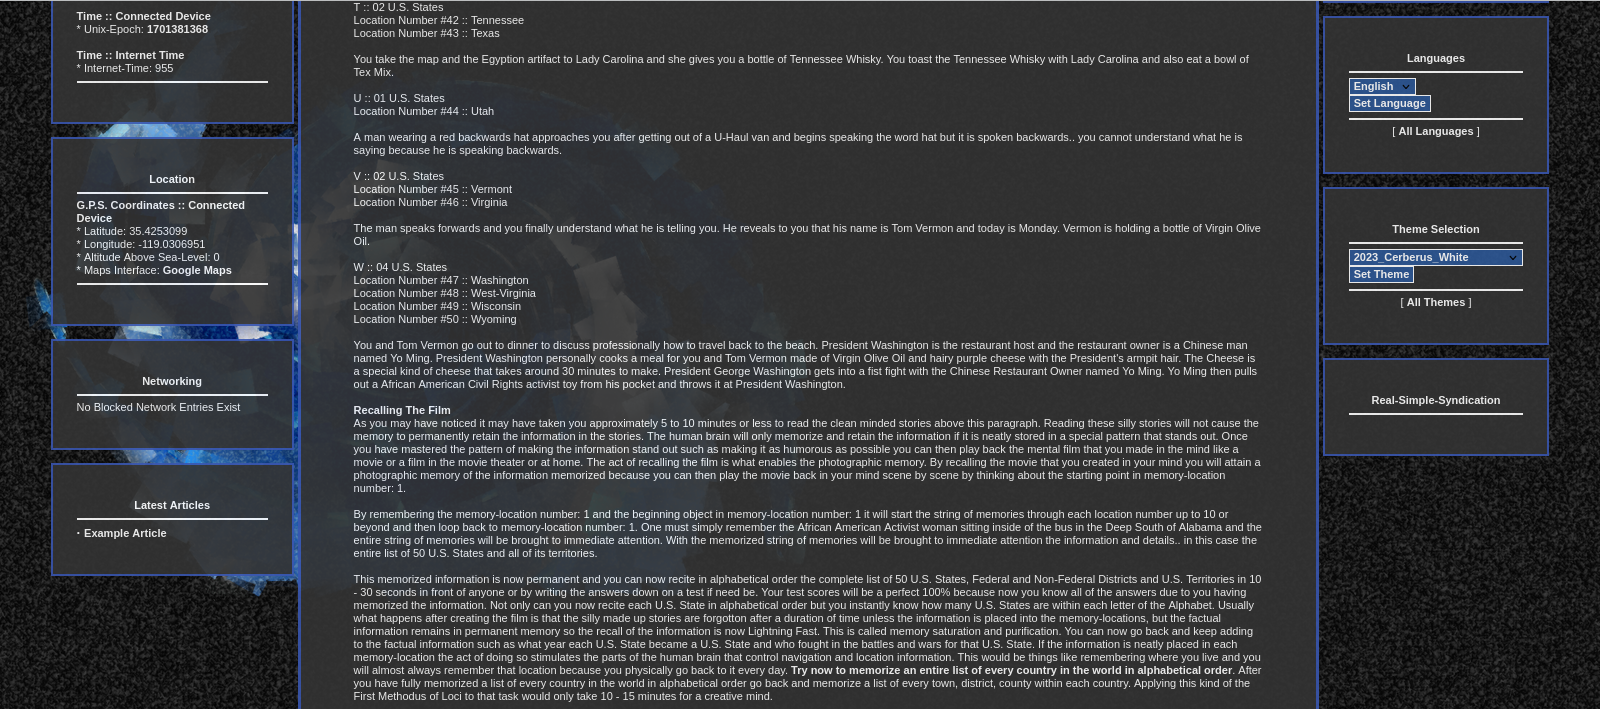 Time :: Connected Device
* Unix-Epoch: 1701381368
Time :: Internet Time
* Internet-Time: 955
Location
G.P.S. Coordinates :: Connected
Device
* Latitude: 35.4253099
* Longitude: -119.0306951
* Altitude Above Sea-Level: 0
* Maps Interface: Google Maps
Networking
No Blocked Network Entries Exist
Latest Articles
· Example Article
T :: 02 U.S. States
Location Number #42 :: Tennessee
Location Number #43 :: Texas
You take the map and the Egyption artifact to Lady Carolina and she gives you a bottle of Tennessee Whisky. You toast the Tennessee Whisky with Lady Carolina and also eat a bowl of
Tex Mix.
U :: 01 U.S. States
Location Number #44 :: Utah
A man wearing a red backwards hat approaches you after getting out of a U-Haul van and begins speaking the word hat but it is spoken backwards.. you cannot understand what he is
saying because he is speaking backwards.
V :: 02 U.S. States
Location Number #45 :: Vermont
Location Number #46 :: Virginia
The man speaks forwards and you finally understand what he is telling you. He reveals to you that his name is Tom Vermon and today is Monday. Vermon is holding a bottle of Virgin Olive
Oil.
W :: 04 U.S. States
Location Number #47 :: Washington
Location Number #48 :: West-Virginia
Location Number #49 :: Wisconsin
Location Number #50 :: Wyoming
You and Tom Vermon go out to dinner to discuss professionally how to travel back to the beach. President Washington is the restaurant host and the restaurant owner is a Chinese man
named Yo Ming. President Washington personally cooks a meal for you and Tom Vermon made of Virgin Olive Oil and hairy purple cheese with the President's armpit hair. The Cheese is
a special kind of cheese that takes around 30 minutes to make. President George Washington gets into a fist fight with the Chinese Restaurant Owner named Yo Ming. Yo Ming then pulls
out a African American Civil Rights activist toy from his pocket and throws it at President Washington.
Recalling The Film
As you may have noticed it may have taken you approximately 5 to 10 minutes or less to read the clean minded stories above this paragraph. Reading these silly stories will not cause the
memory to permanently retain the information in the stories. The human brain will only memorize and retain the information if it is neatly stored in a special pattern that stands out. Once
you have mastered the pattern of making the information stand out such as making it as humorous as possible you can then play back the mental film that you made in the mind like a
movie or a film in the movie theater or at home. The act of recalling the film is what enables the photographic memory. By recalling the movie that you created in your mind you will attain a
photographic memory of the information memorized because you can then play the movie back in your mind scene by scene by thinking about the starting point in memory-location
number: 1.
By remembering the memory-location number: 1 and the beginning object in memory-location number: 1 it will start the string of memories through each location number up to 10 or
beyond and then loop back to memory-location number: 1. One must simply remember the African American Activist woman sitting inside of the bus in the Deep South of Alabama and the
entire string of memories will be brought to immediate attention. With the memorized string of memories will be brought to immediate attention the information and details.. in this case the
entire list of 50 U.S. States and all of its territories.
This memorized information is now permanent and you can now recite in alphabetical order the complete list of 50 U.S. States, Federal and Non-Federal Districts and U.S. Territories in 10
- 30 seconds in front of anyone or by writing the answers down on a test if need be. Your test scores will be a perfect 100% because now you know all of the answers due to you having
memorized the information. Not only can you now recite each U.S. State in alphabetical order but you instantly know how many U.S. States are within each letter of the Alphabet. Usually
what happens after creating the film is that the silly made up stories are forgotton after a duration of time unless the information is placed into the memory-locations, but the factual
information remains in permanent memory so the recall of the information is now Lightning Fast. This is called memory saturation and purification. You can now go back and keep adding
to the factual information such as what year each U.S. State became a U.S. State and who fought in the battles and wars for that U.S. State. If the information is neatly placed in each
memory-location the act of doing so stimulates the parts of the human brain that control navigation and location information. This would be things like remembering where you live and you
will almost always remember that location because you physically go back to it every day. Try now to memorize an entire list of every country in the world in alphabetical order. After
you have fully memorized a list of every country in the world in alphabetical order go back and memorize a list of every town, district, county within each country. Applying this kind of the
First Methodus of Loci to that task would only take 10 - 15 minutes for a creative mind.
Languages
English
Set Language
[ All Languages ]
Theme Selection
2023_Cerberus_White
Set Theme
[ All Themes ]
Real-Simple-Syndication